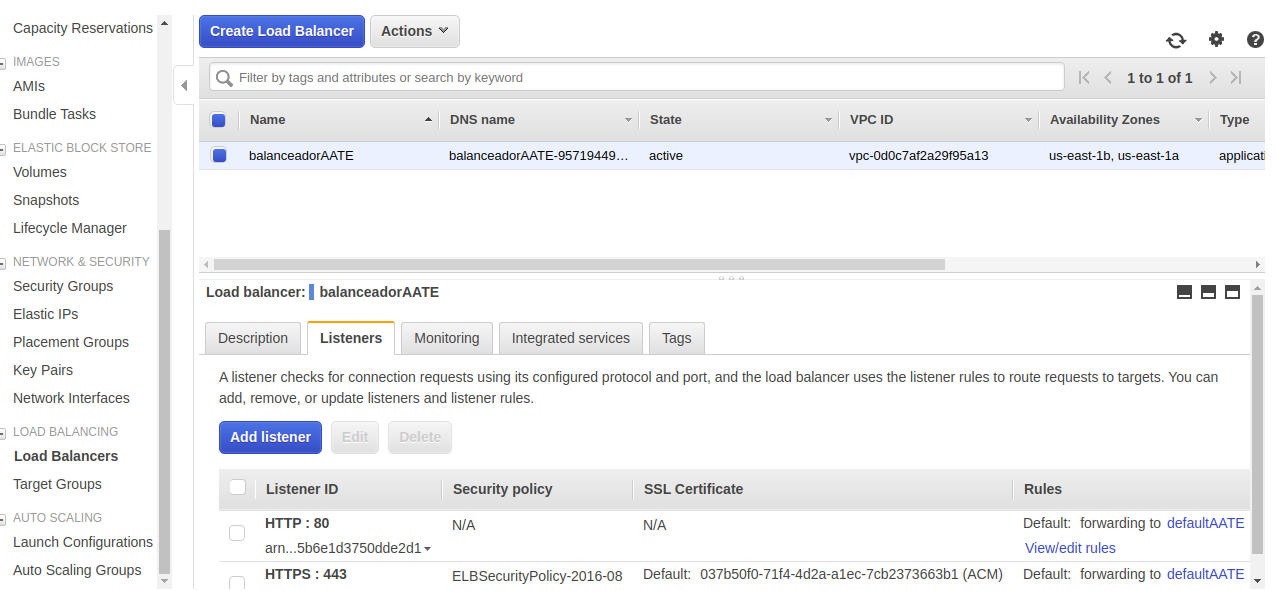 Capacity Reservations
IMAGES
AMIs
Bundle Tasks
ELASTIC BLOCK STORE
Volumes
Snapshots
Lifecycle Manager
NETWORK & SECURITY
Security Groups
Elastic IPs
Placement Groups
Key Pairs
Network Interfaces
LOAD BALANCING
Load Balancers
Target Groups
AUTO SCALING
Launch Configurations
Auto Scaling Groups
Create Load Balancer Actions
Filter by tags and attributes or search by keyword 1 to 1 of 1
Name DNS name State VPC ID Availability Zones Type
balanceadorAATE balanceadorAATE-95719449… active vpc-0d0c7af2a29f95a13 us-east-1b, us-east-1a applicati
Load balancer: balanceadorAATE
Description Listeners Monitoring Integrated services Tags
A listener checks for connection requests using its configured protocol and port, and the load balancer uses the listener rules to route requests to targets. You can
add, remove, or update listeners and listener rules.
Add listener Edit Delete
Listener ID Security policy SSL Certificate Rules
HTTP : 80 N/A N/A Default: forwarding to defaultAATE
arn...5b6e1d3750dde2d1 View/edit rules
HTTPS : 443 ELBSecurityPolicy-2016-08 Default: 037b50f0-71f4-4d2a-a1ec-7cb2373663b1 (ACM) Default: forwarding to defaultAATE